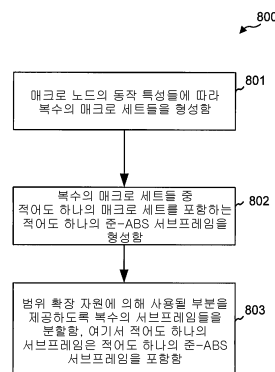 800
매크로 노드의 동작 특성들에 따라
복수의 매크로 세트들을 형성함
801
복수의 매크로 세트들 중
적어도 하나의 매크로 세트를 포함하는
적어도 하나의 준-ABS 서브프레임을
형성함
802
범위 확장 자원에 의해 사용될 부분을
제공하도록 복수의 서브프레임들을
분할함, 여기서 적어도 하나의
서브프레임은 적어도 하나의 준-ABS
서브프레임을 포함함
803